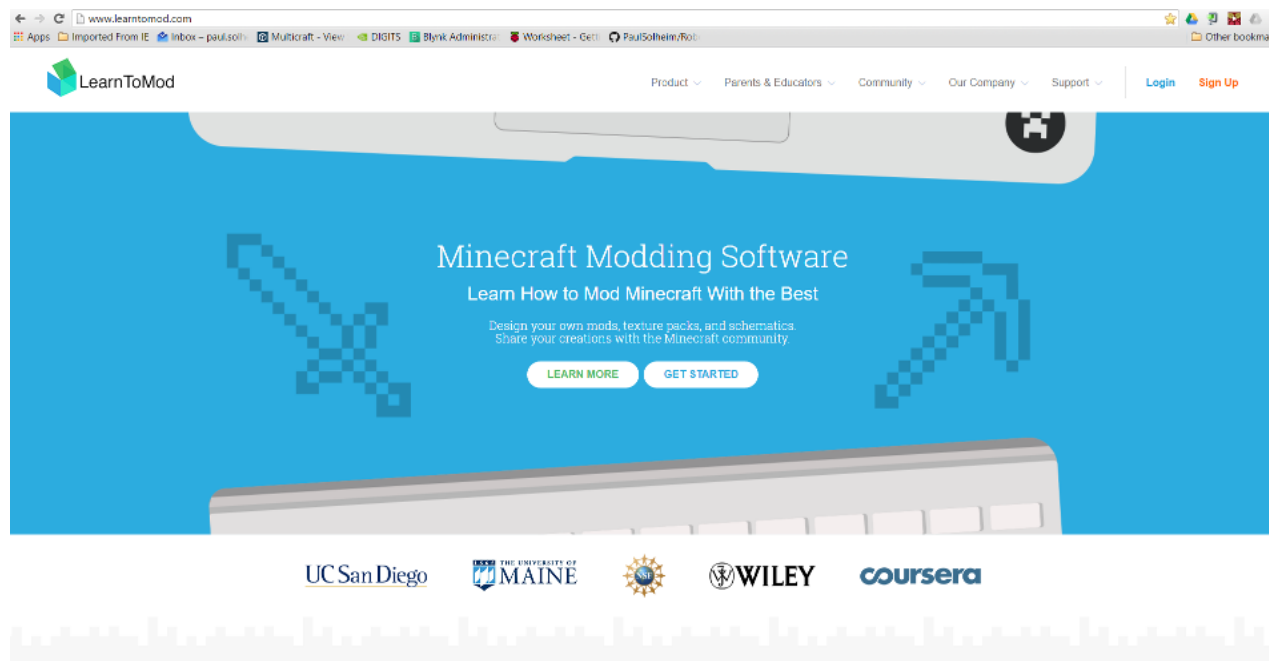 www.learntomod.com
Apps Imported From IE Inbox – paul.solh Multicraft - View DIGITS Blynk Administra Worksheet - Gett PaulSolheim/Rob Other bookma
LearnToMod Product Parents & Educators Community Our Company Support Login Sign Up
Minecraft Modding Software
Learn How to Mod Minecraft With the Best
Design your own mods, texture packs, and schematics.
Share your creations with the Minecraft community.
LEARN MORE GET STARTED
UC San Diego THE UNIVERSITY OF MAINE NSF WILEY coursera